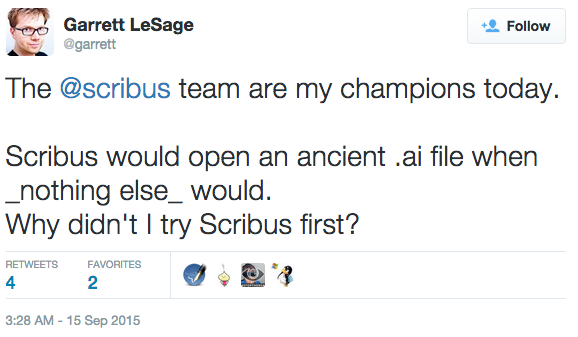 Garrett LeSage
@garrett
Follow
The @scribus team are my champions today.
Scribus would open an ancient .ai file when
_nothing else_ would.
Why didn't I try Scribus first?
RETWEETS FAVORITES
4 2
3:28 AM - 15 Sep 2015